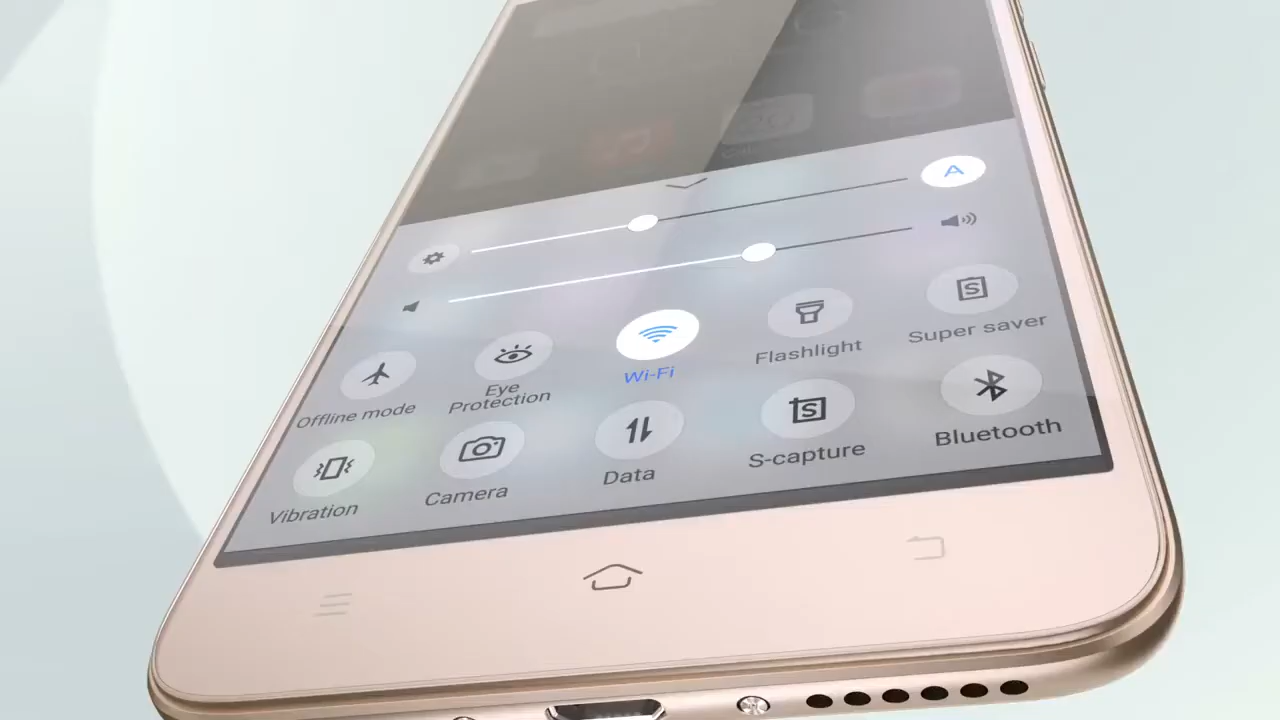 A
Offline mode
Eye
Protection
Wi-Fi
Flashlight
S
Super saver
Vibration
Camera
Data
S
S-capture
Bluetooth